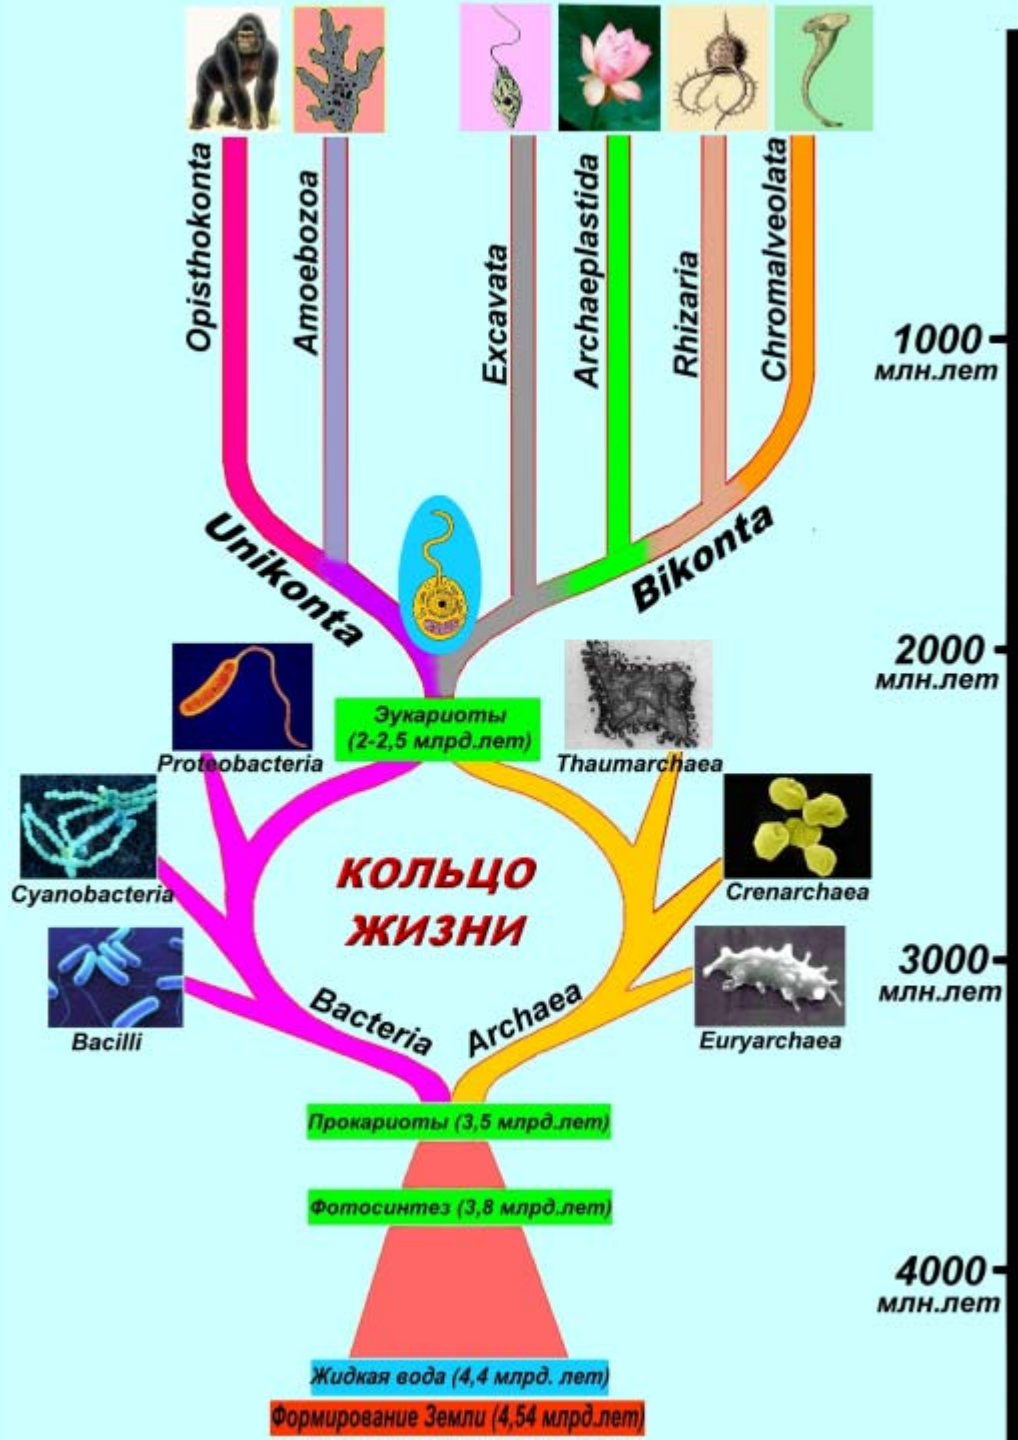 Opisthokonta
Amoebozoa
Excavata
Archaeplastida
Rhizaria
Chromalveolata
1000
млн.лет
Unikonta
Bikonta
2000
млн.лет
Эукариоты
(2-2,5 млрд.лет)
Proteobacteria
Thaumarchaea
Cyanobacteria
КОЛЬЦО
ЖИЗНИ
Crenarchaea
3000
млн.лет
Bacilli
Bacteria
Archaea
Euryarchaea
Прокариоты (3,5 млрд.лет)
Фотосинтез (3,8 млрд.лет)
4000
млн.лет
Жидкая вода (4,4 млрд. лет)
Формирование Земли (4,54 млрд.лет)